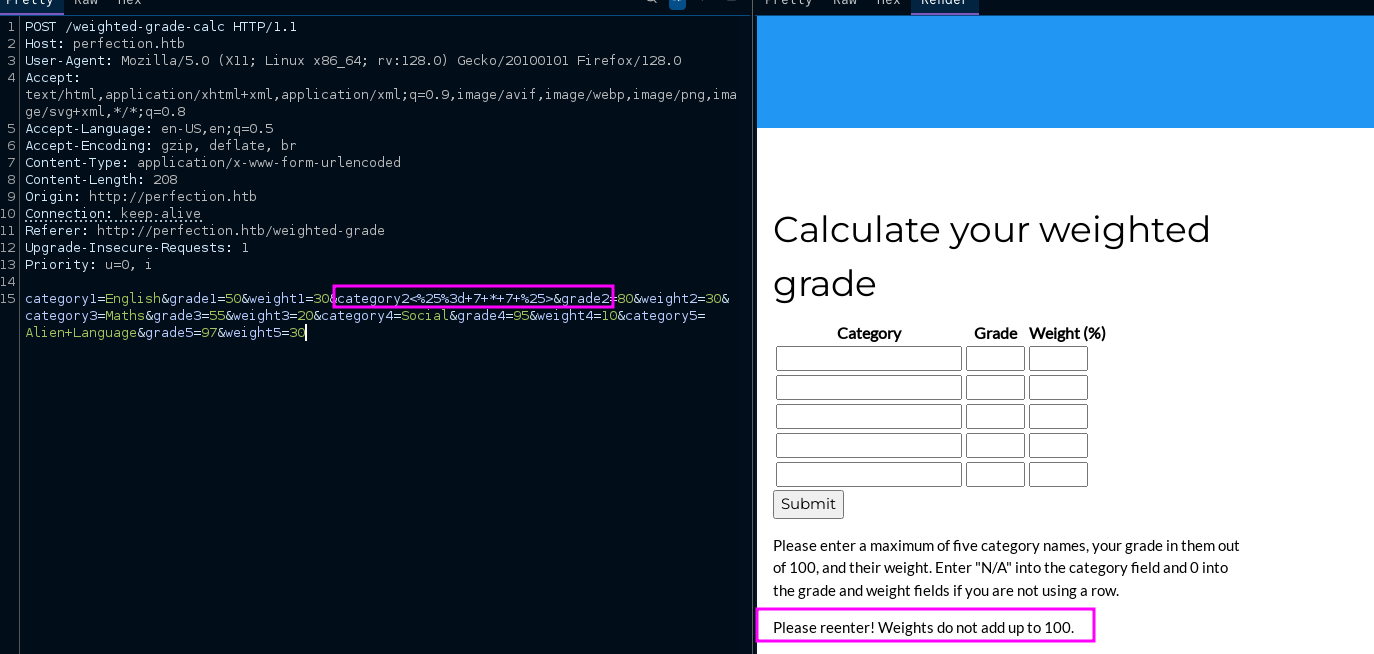 Pretty Raw Hex
1 POST /weighted-grade-calc HTTP/1.1
2 Host: perfection.htb
3 User-Agent: Mozilla/5.0 (X11; Linux x86_64; rv:128.0) Gecko/20100101 Firefox/128.0
4 Accept:
text/html,application/xhtml+xml,application/xml;q=0.9,image/avif,image/webp,image/png,ima
ge/svg+xml,*/*;q=0.8
5 Accept-Language: en-US,en;q=0.5
6 Accept-Encoding: gzip, deflate, br
7 Content-Type: application/x-www-form-urlencoded
8 Content-Length: 208
9 Origin: http://perfection.htb
10 Connection: keep-alive
11 Referer: http://perfection.htb/weighted-grade
12 Upgrade-Insecure-Requests: 1
13 Priority: u=0, i
14
15 category1=English&grade1=50&weight1=30&category2<%25%3d+7+*+7+%25>&grade2=80&weight2=30&
category3=Maths&grade3=55&weight3=20&category4=Social&grade4=95&weight4=10&category5=
Alien+Language&grade5=97&weight5=30
Pretty Raw Hex Render
Calculate your weighted
grade
Category Grade Weight (%)
Submit
Please enter a maximum of five category names, your grade in them out
of 100, and their weight. Enter "N/A" into the category field and 0 into
the grade and weight fields if you are not using a row.
Please reenter! Weights do not add up to 100.